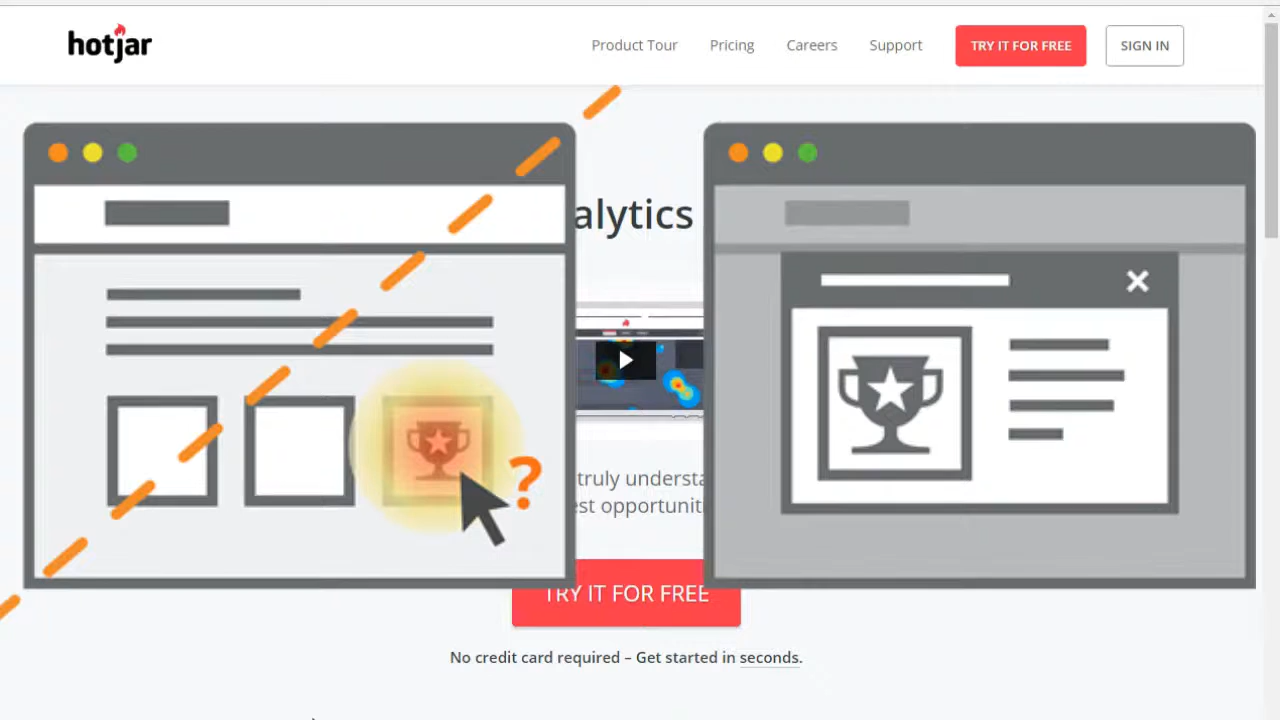 hotjar
Product Tour
Pricing
Careers
Support
TRY IT FOR FREE
SIGN IN
alytics
truly understa
est opportuniti
?
TRY IT FOR FREE
No credit card required – Get started in seconds.